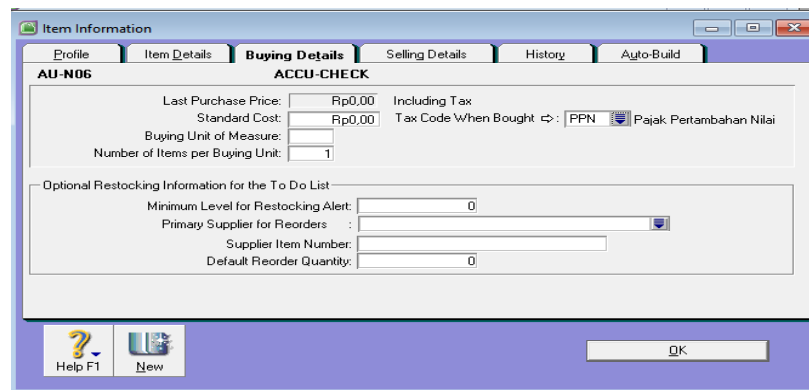 Item Information
Profile Item Details Buying Details Selling Details History Auto-Build
AU-N06 ACCU-CHECK
Last Purchase Price: Rp0,00 Including Tax
Standard Cost: Rp0,00 Tax Code When Bought ⇨: PPN Pajak Pertambahan Nilai
Buying Unit of Measure:
Number of Items per Buying Unit: 1
Optional Restocking Information for the To Do List
Minimum Level for Restocking Alert: 0
Primary Supplier for Reorders :
Supplier Item Number:
Default Reorder Quantity: 0
Help F1 New OK